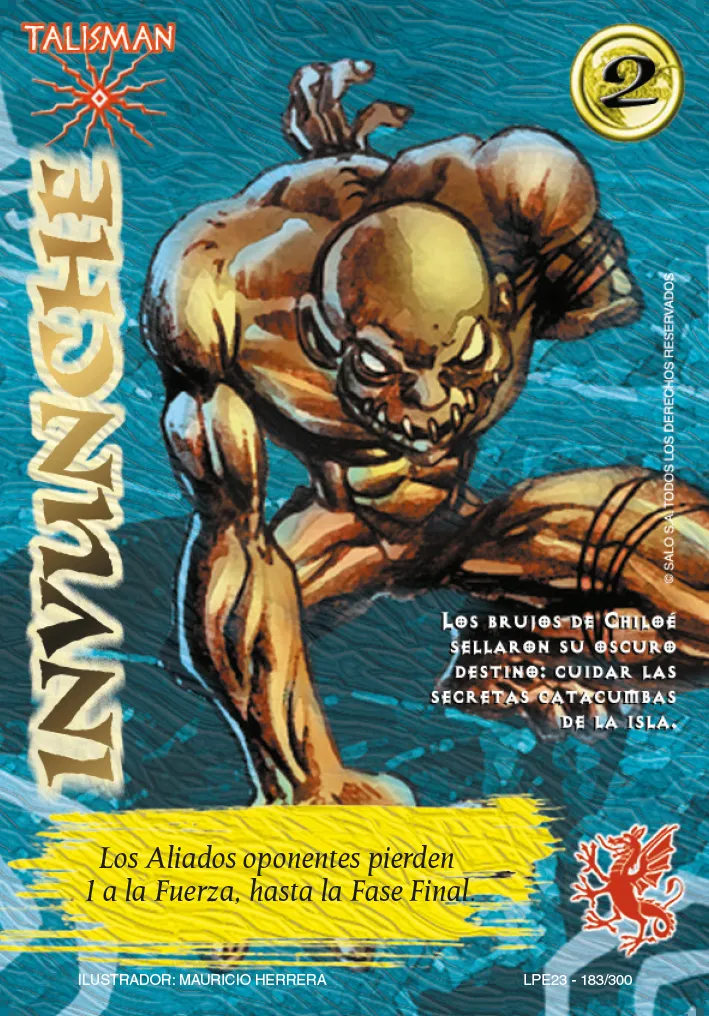 TALISMAN
2
INVUNCHE
© SALO S.A TODOS LOS DERECHOS RESERVADOS
Los brujos de Chiloé
sellaron su oscuro
destino: cuidar las
secretas catacumbas
de la isla.
Los Aliados oponentes pierden
1 a la Fuerza, hasta la Fase Final.
ILUSTRADOR: MAURICIO HERRERA
LPE23 - 183/300